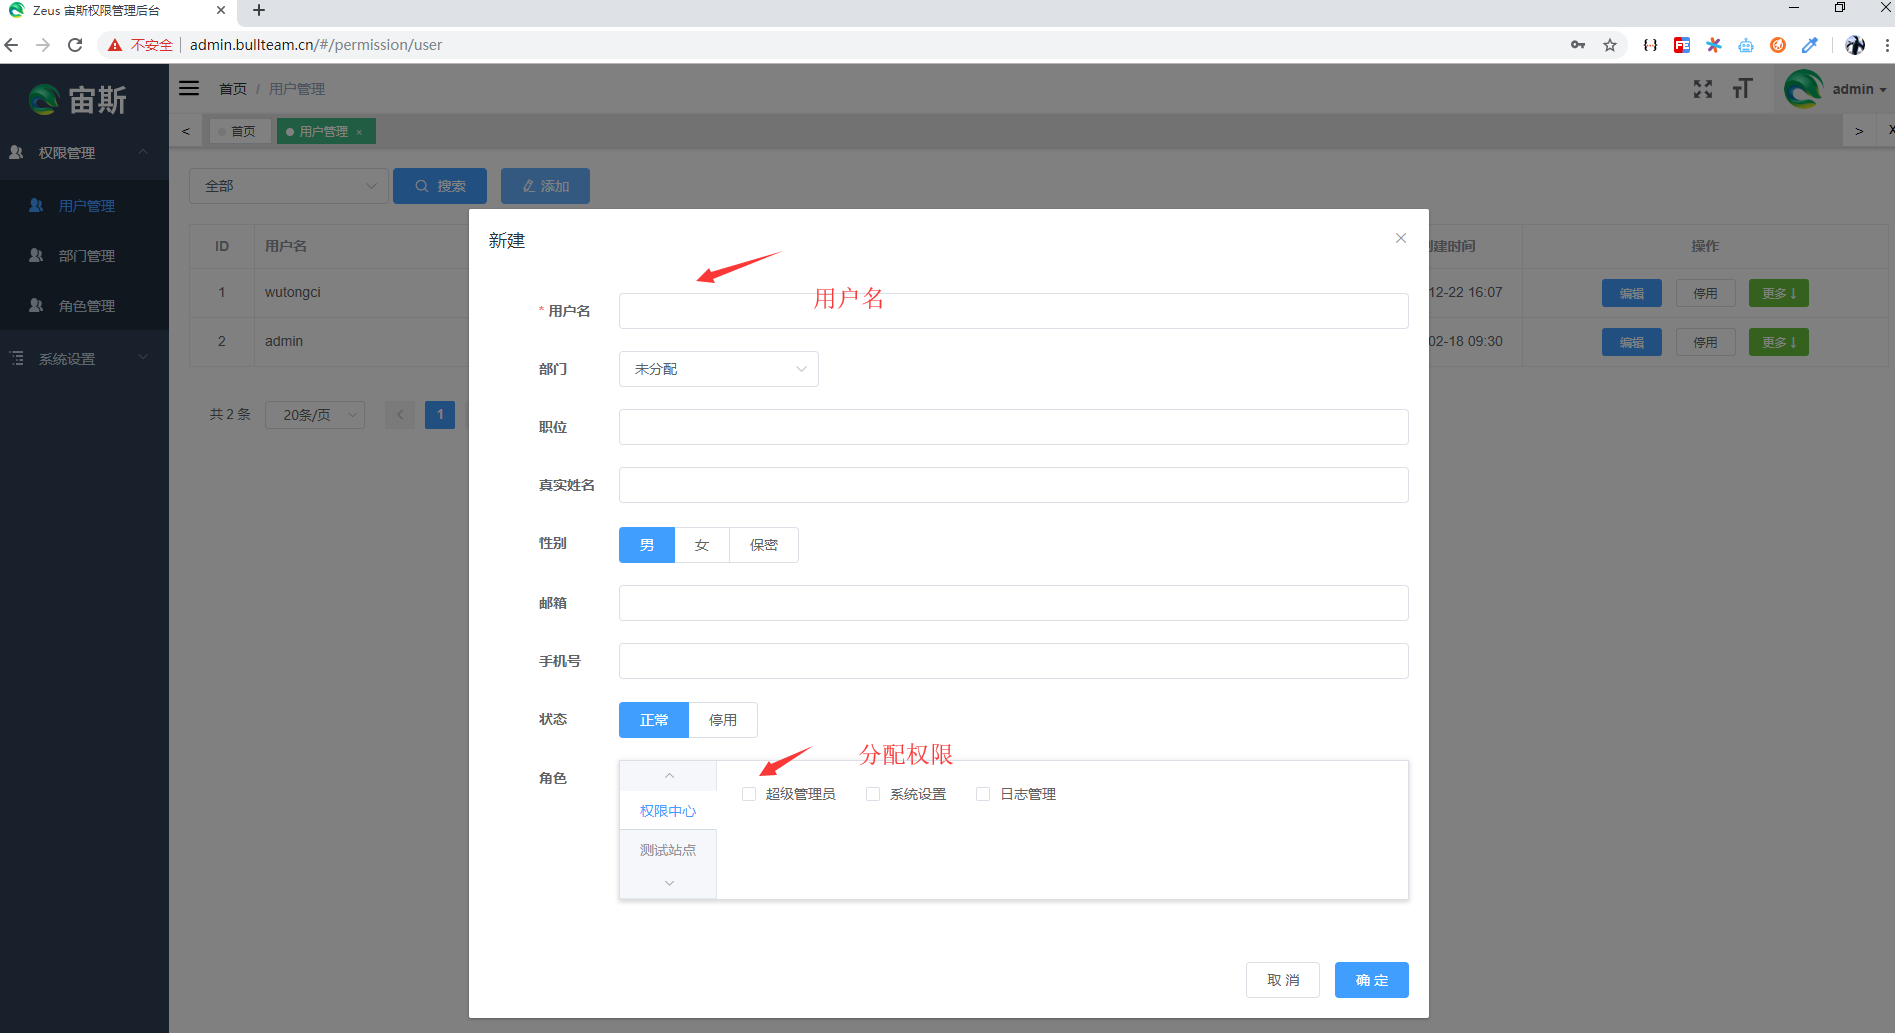 Zeus 宙斯权限管理后台
不安全 admin.bullteam.cn/#/permission/user
宙斯
首页 / 用户管理
admin
< 首页 用户管理 × >
权限管理
用户管理
部门管理
角色管理
系统设置
全部 搜索 添加
ID 用户名 建时间 操作
1 wutongci 12-22 16:07 编辑 停用 更多↓
2 admin 02-18 09:30 编辑 停用 更多↓
共 2 条 20条/页 < 1
新建
用户名
* 用户名
部门 未分配
职位
真实姓名
性别 男 女 保密
邮箱
手机号
状态 正常 停用
分配权限
角色
权限中心
测试站点
超级管理员 系统设置 日志管理
取 消 确 定